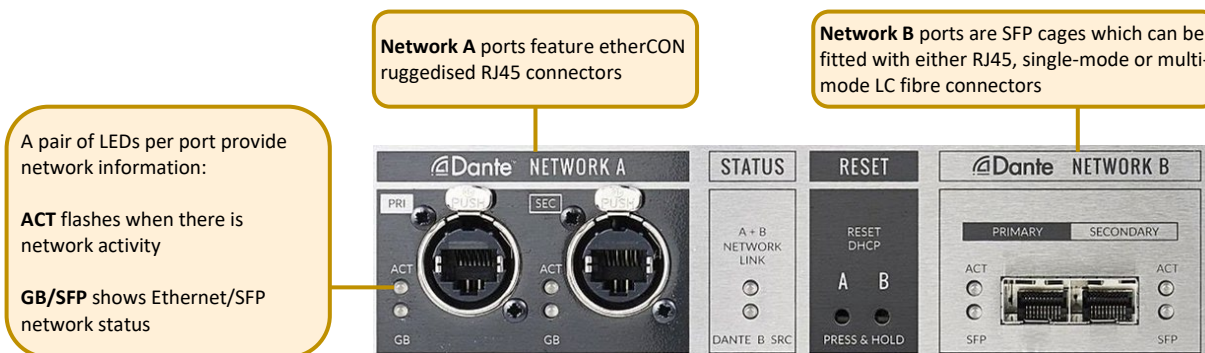 Network A ports feature etherCON
ruggedised RJ45 connectors
Network B ports are SFP cages which can be
fitted with either RJ45, single-mode or multi-
mode LC fibre connectors
A pair of LEDs per port provide
network information:
ACT flashes when there is
network activity
GB/SFP shows Ethernet/SFP
network status
Dante™ NETWORK A
PRI
PUSH
SEC
PUSH
ACT
ACT
GB
GB
STATUS
A + B
NETWORK
LINK
DANTE B SRC
RESET
RESET
DHCP
A B
PRESS & HOLD
Dante NETWORK B
PRIMARY
SECONDARY
ACT
ACT
SFP
SFP